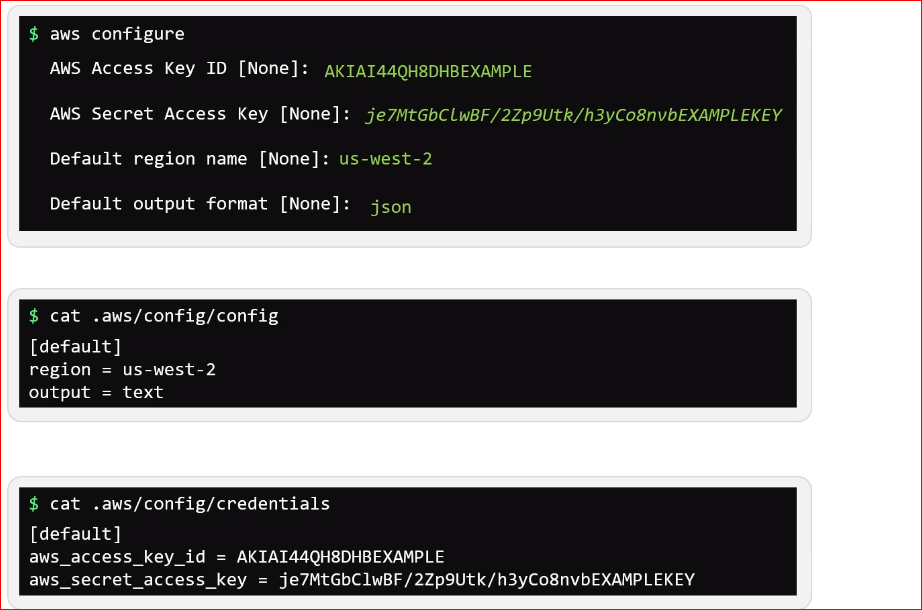 $ aws configure
AWS Access Key ID [None]: AKIAI44QH8DHBEXAMPLE
AWS Secret Access Key [None]: je7MtGbClwBF/2Zp9Utk/h3yCo8nvbEXAMPLEKEY
Default region name [None]: us-west-2
Default output format [None]: json
$ cat .aws/config/config
[default]
region = us-west-2
output = text
$ cat .aws/config/credentials
[default]
aws_access_key_id = AKIAI44QH8DHBEXAMPLE
aws_secret_access_key = je7MtGbClwBF/2Zp9Utk/h3yCo8nvbEXAMPLEKEY